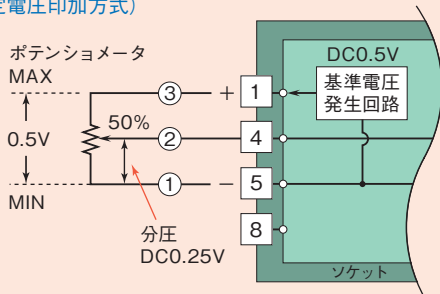 定電圧印加方式）
ポテンショメータ
MAX
0.5V
MIN
50%
③
②
①
+
−
分圧
DC0.25V
1
4
5
8
DC0.5V
基準電圧
発生回路
ソケット